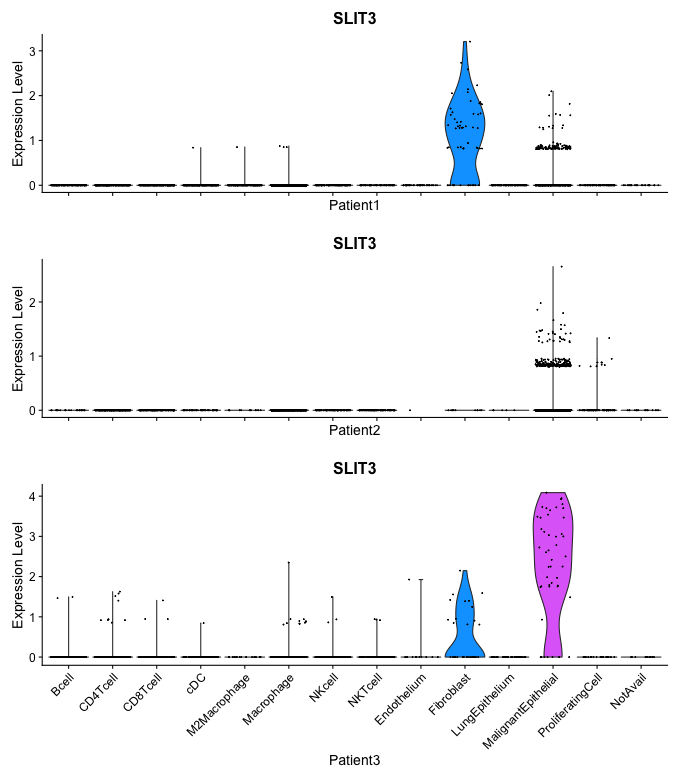 SLIT3
Expression Level
3
2
1
0
Patient1
SLIT3
Expression Level
2
1
0
Patient2
SLIT3
Expression Level
4
3
2
1
0
Bcell
CD4Tcell
CD8Tcell
cDC
M2Macrophage
Macrophage
NKcell
NKTcell
Endothelium
Fibroblast
LungEpithelium
MalignantEpithelial
ProliferatingCell
NotAvail
Patient3